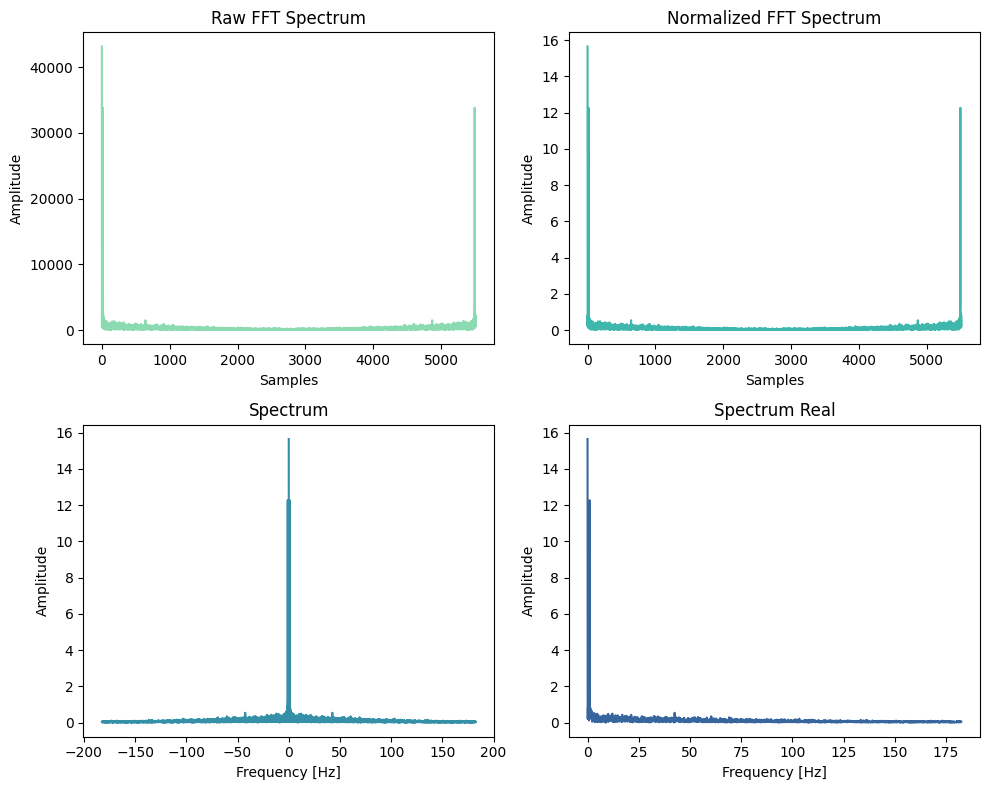 Raw FFT Spectrum
Amplitude
40000
30000
20000
10000
0
0 1000 2000 3000 4000 5000
Samples
Normalized FFT Spectrum
Amplitude
16
14
12
10
8
6
4
2
0
0 1000 2000 3000 4000 5000
Samples
Spectrum
Amplitude
16
14
12
10
8
6
4
2
0
−200 −150 −100 −50 0 50 100 150 200
Frequency [Hz]
Spectrum Real
Amplitude
16
14
12
10
8
6
4
2
0
0 25 50 75 100 125 150 175
Frequency [Hz]